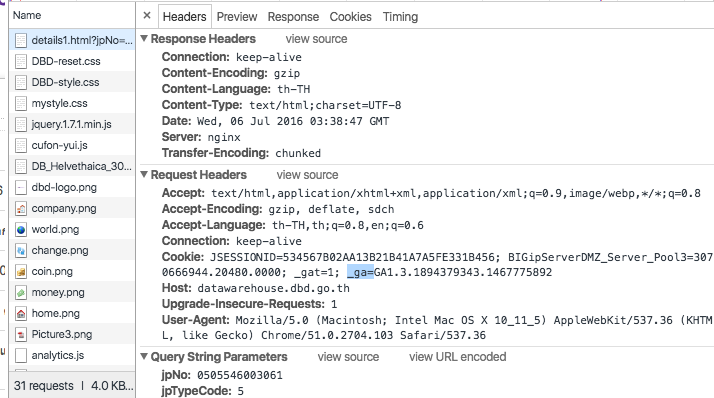 Name
× Headers Preview Response Cookies Timing
details1.html?jpNo=...
DBD-reset.css
DBD-style.css
mystyle.css
jquery.1.7.1.min.js
cufon-yui.js
DB_Helvethaica_30...
dbd-logo.png
company.png
world.png
change.png
coin.png
money.png
home.png
Picture3.png
analytics.js
31 requests | 4.0 KB...
▼ Response Headers view source
Connection: keep-alive
Content-Encoding: gzip
Content-Language: th-TH
Content-Type: text/html;charset=UTF-8
Date: Wed, 06 Jul 2016 03:38:47 GMT
Server: nginx
Transfer-Encoding: chunked
▼ Request Headers view source
Accept: text/html,application/xhtml+xml,application/xml;q=0.9,image/webp,*/*;q=0.8
Accept-Encoding: gzip, deflate, sdch
Accept-Language: th-TH,th;q=0.8,en;q=0.6
Connection: keep-alive
Cookie: JSESSIONID=534567B02AA13B21B41A7A5FE331B456; BIGipServerDMZ_Server_Pool3=307
0666944.20480.0000; _gat=1; _ga=GA1.3.1894379343.1467775892
Host: datawarehouse.dbd.go.th
Upgrade-Insecure-Requests: 1
User-Agent: Mozilla/5.0 (Macintosh; Intel Mac OS X 10_11_5) AppleWebKit/537.36 (KHTM
L, like Gecko) Chrome/51.0.2704.103 Safari/537.36
▼ Query String Parameters view source view URL encoded
jpNo: 0505546003061
jpTypeCode: 5